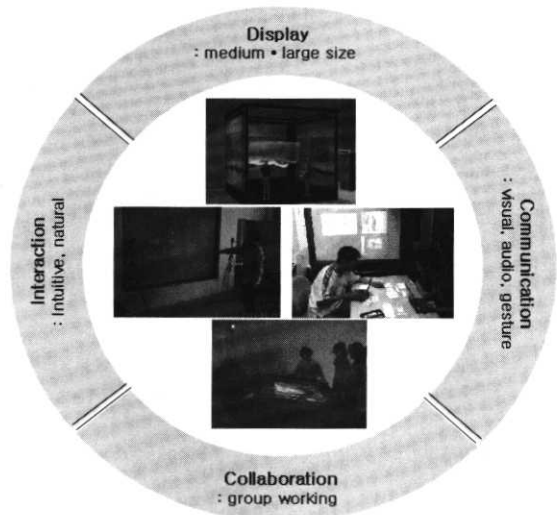 Display
: medium • large size
Interaction
: Intuitive, natural
Communication
: visual, audio, gesture
Collaboration
: group working